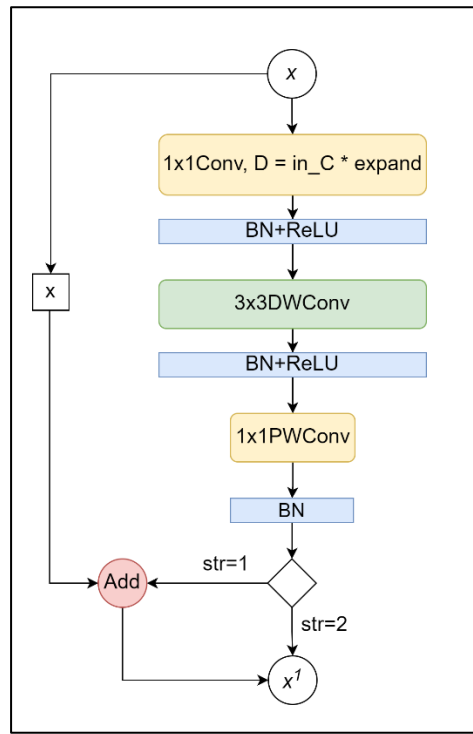 x
1x1Conv, D = in_C * expand
BN+ReLU
3x3DWConv
x
BN+ReLU
1x1PWConv
BN
str=1
Add
str=2
x¹